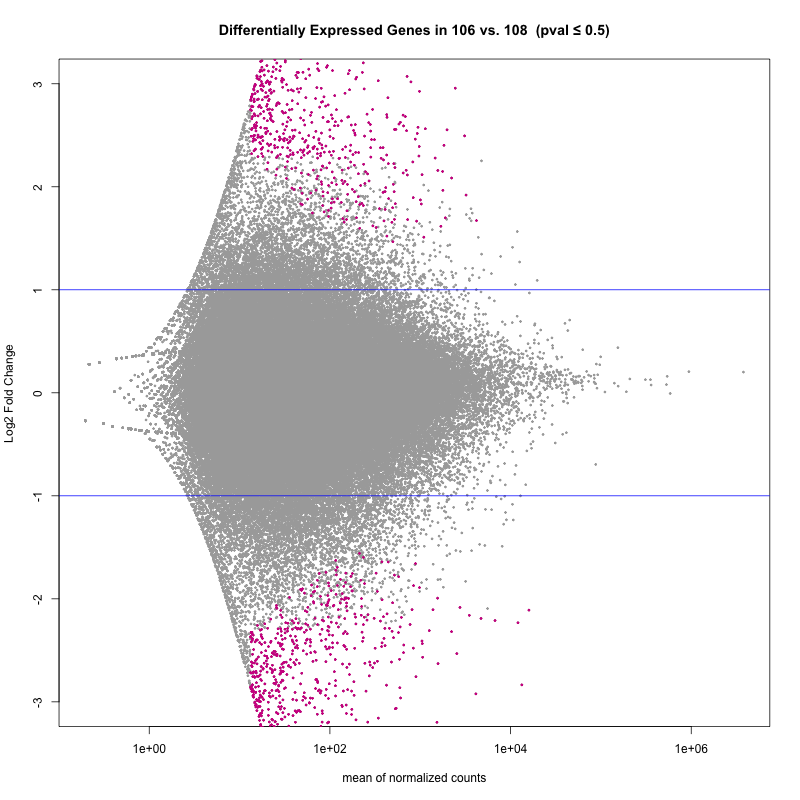 Differentially Expressed Genes in 106 vs. 108  (pval ≤ 0.5)
3
2
1
0
-1
-2
-3
Log2 Fold Change
1e+00 1e+02 1e+04 1e+06
mean of normalized counts